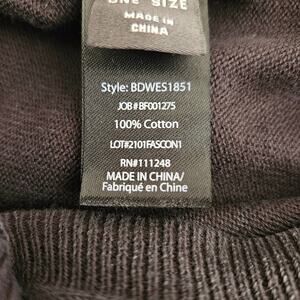 ONE SIZE
MADE IN
CHINA
Style: BDWES1851
JOB # BF001275
100% Cotton
LOT#2101FASCON1
RN#111248
MADE IN CHINA/
Fabriqué en Chine